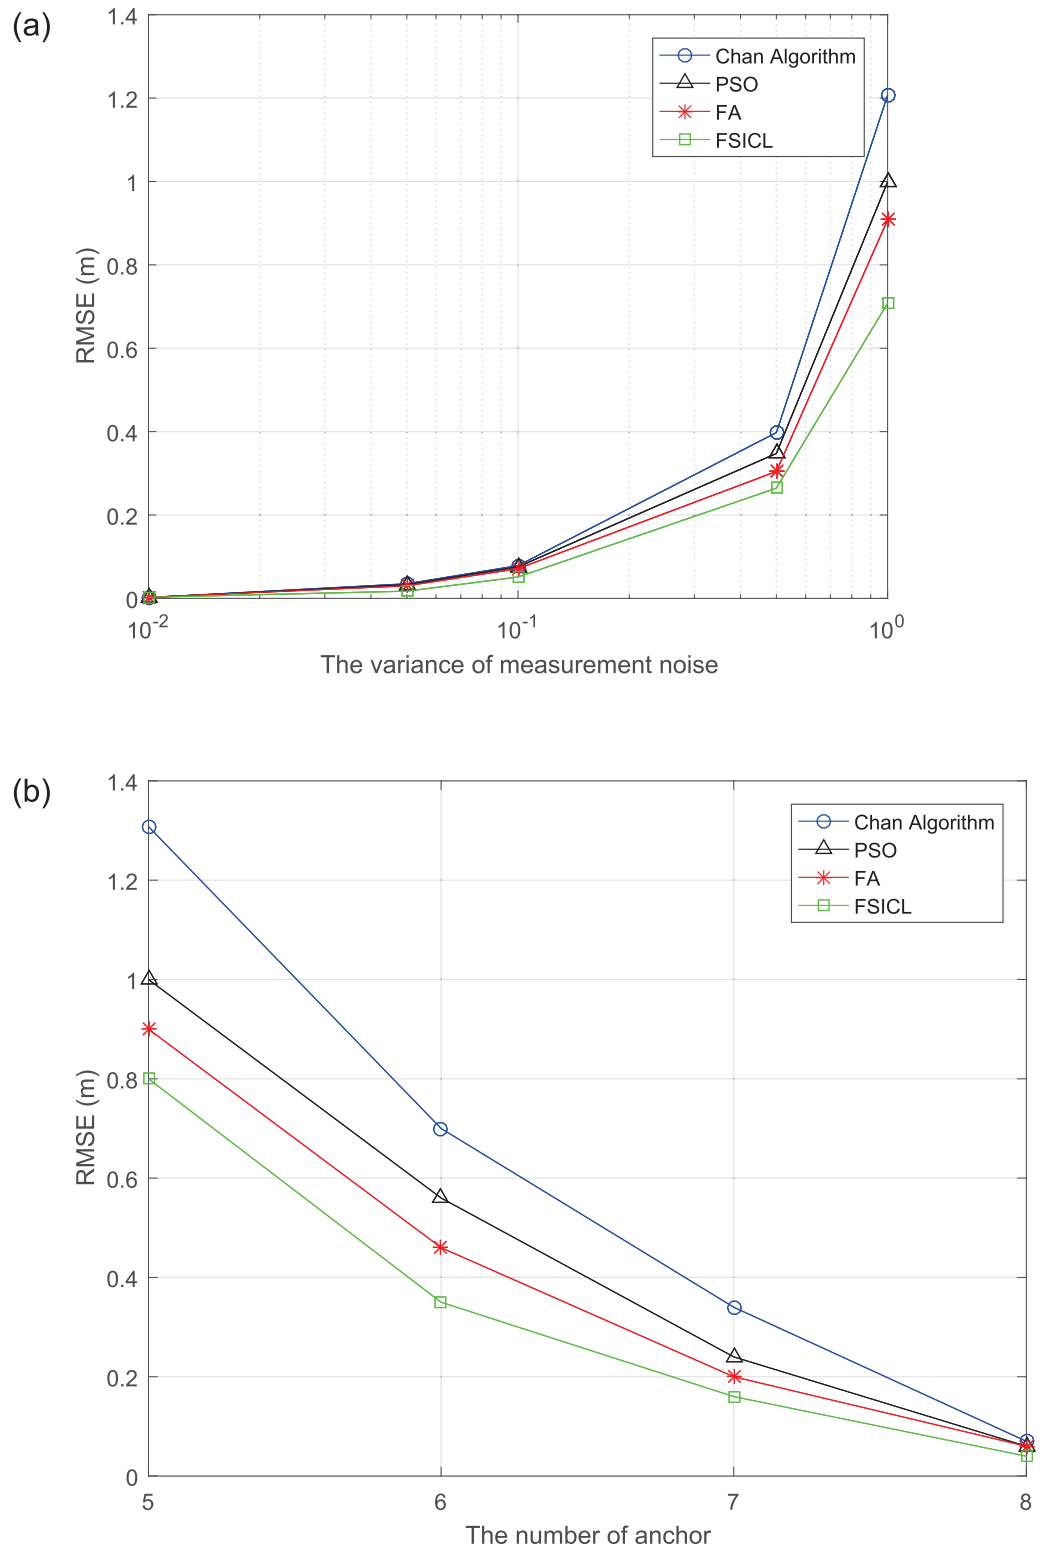 (a)
1.4
1.2
1
0.8
0.6
0.4
0.2
0
RMSE (m)
Chan Algorithm
PSO
FA
FSICL
10-2
10-1
100
The variance of measurement noise
(b)
1.4
1.2
1
0.8
0.6
0.4
0.2
0
RMSE (m)
Chan Algorithm
PSO
FA
FSICL
5
6
7
8
The number of anchor